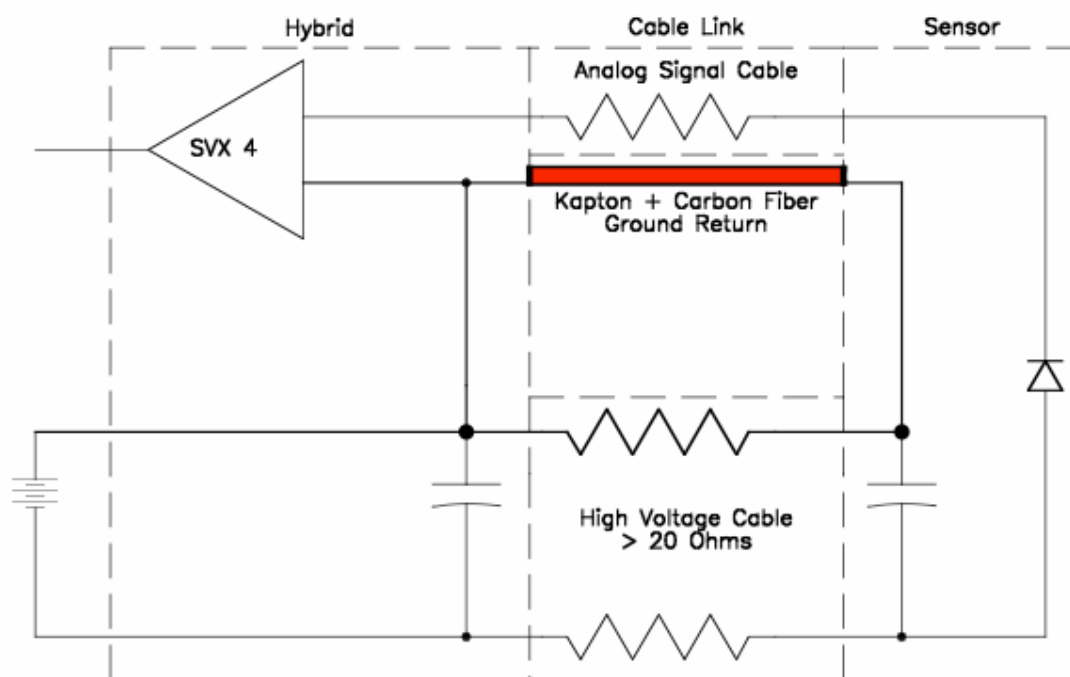 Hybrid
Cable Link
Sensor
Analog Signal Cable
SVX 4
Kapton + Carbon Fiber
Ground Return
High Voltage Cable
> 20 Ohms